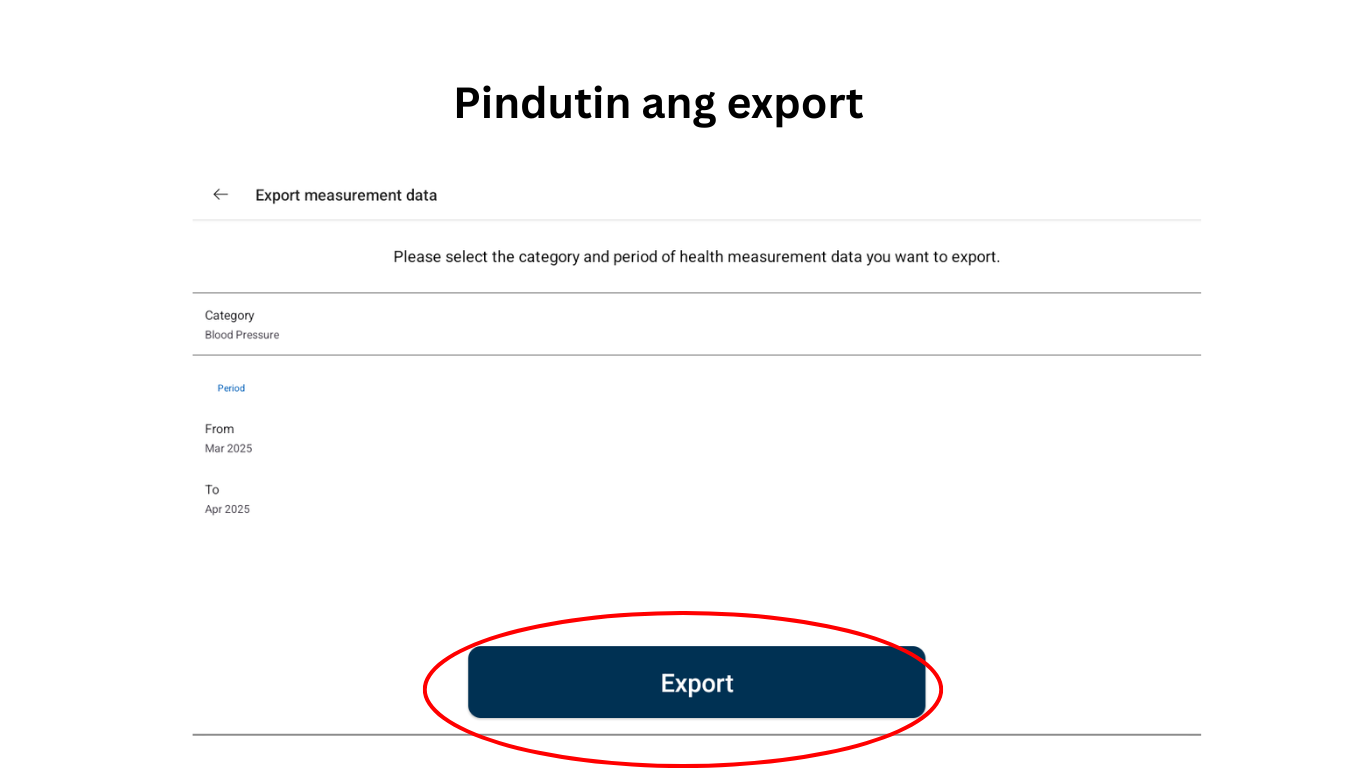 Pindutin ang export
Export measurement data
Please select the category and period of health measurement data you want to export.
Category
Blood Pressure
Period
From
Mar 2025
To
Apr 2025
Export